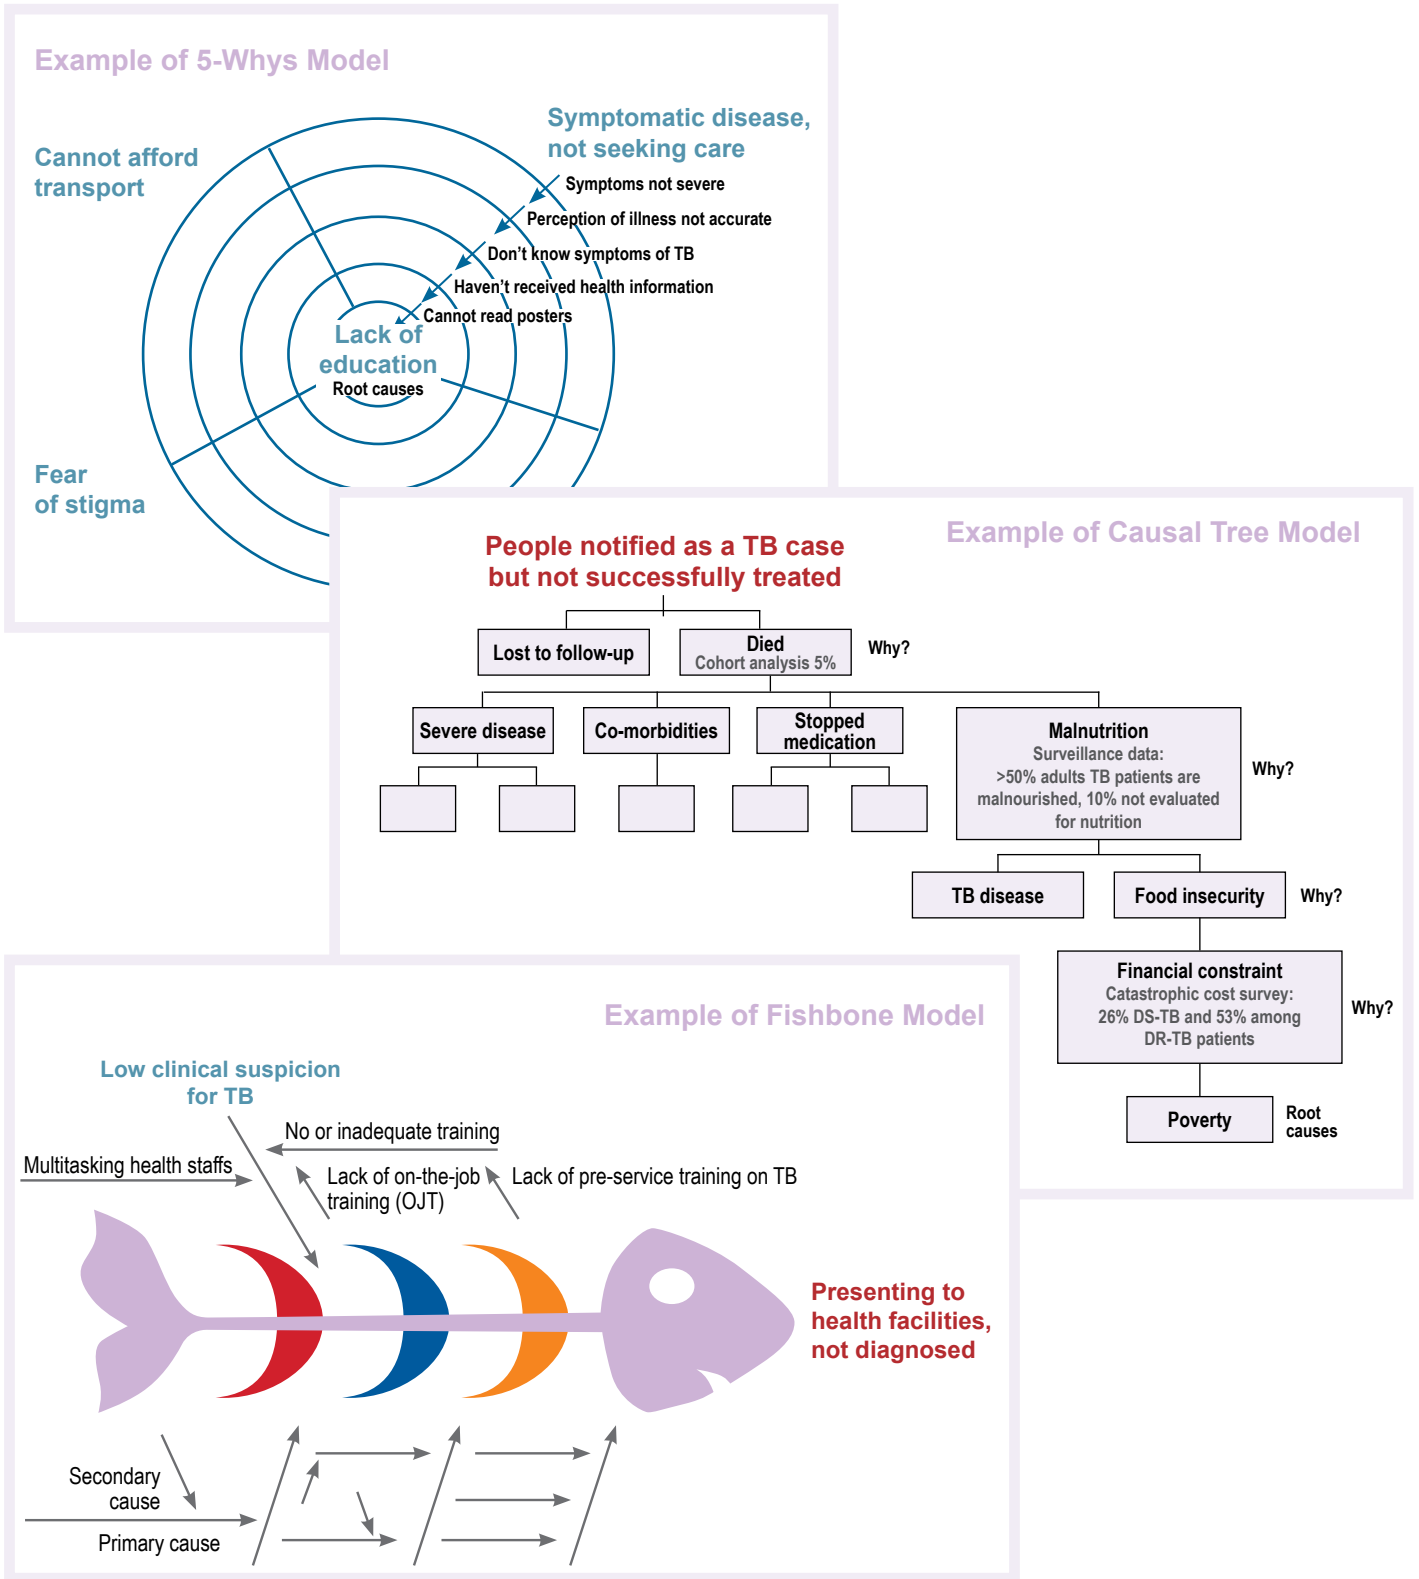 Example of 5-Whys Model
Symptomatic disease,
not seeking care
Cannot afford
transport
Symptoms not severe
Perception of illness not accurate
Don't know symptoms of TB
Haven't received health information
Cannot read posters
Lack of
education
Root causes
Fear
of stigma
Example of Causal Tree Model
People notified as a TB case
but not successfully treated
Lost to follow-up
Died
Cohort analysis 5%
Why?
Severe disease
Co-morbidities
Stopped
medication
Malnutrition
Surveillance data:
>50% adults TB patients are
malnourished, 10% not evaluated
for nutrition
Why?
TB disease
Food insecurity
Why?
Financial constraint
Catastrophic cost survey:
26% DS-TB and 53% among
DR-TB patients
Why?
Poverty
Root
causes
Example of Fishbone Model
Low clinical suspicion
for TB
No or inadequate training
Multitasking health staffs
Lack of on-the-job
training (OJT)
Lack of pre-service training on TB
Presenting to
health facilities,
not diagnosed
Secondary
cause
Primary cause